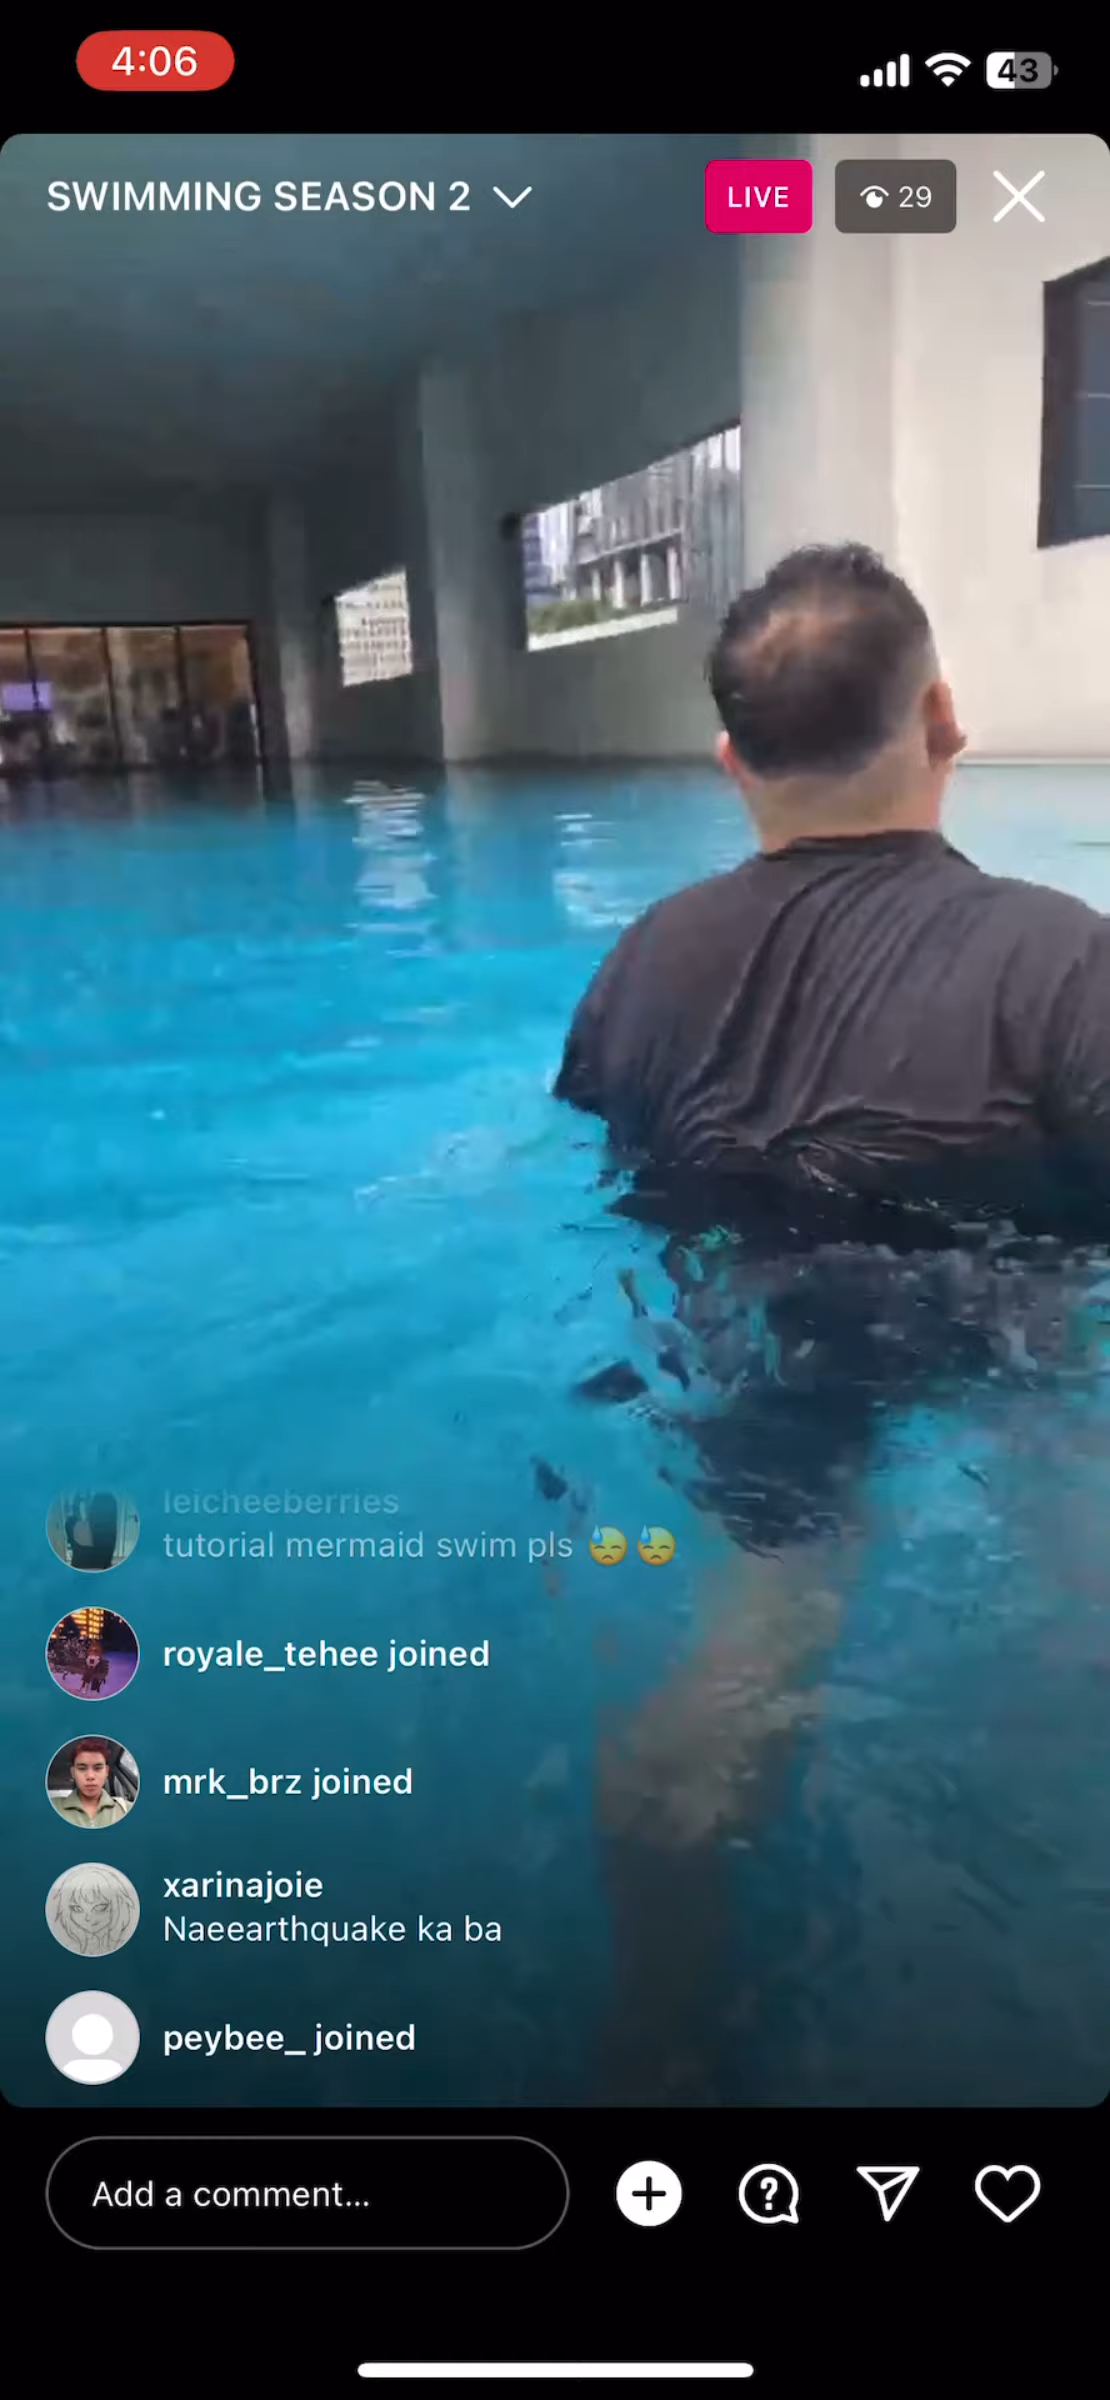 4:06
43
SWIMMING SEASON 2
LIVE
29
leicheeberries
tutorial mermaid swim pls 😓😓
royale_tehee joined
mrk_brz joined
xarinajoie
Naeearthquake ka ba
peybee_ joined
Add a comment...